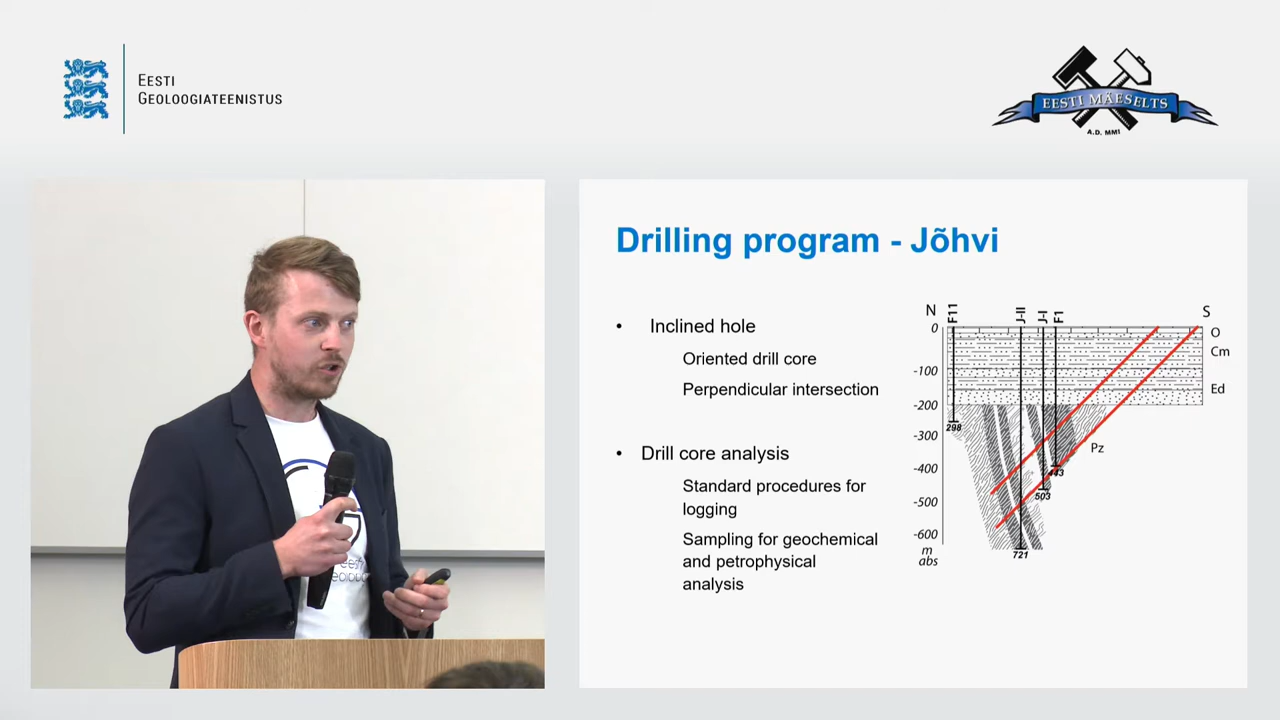 EESTI
GEOLOOGIATEENISTUS
EESTI MÄESELTS
A.D. MMI
Drilling program - Jõhvi
• Inclined hole
Oriented drill core
Perpendicular intersection
• Drill core analysis
Standard procedures for
logging
Sampling for geochemical
and petrophysical
analysis
N
F11
J-II
J-I
F1
S
0
-100
-200
-300
-400
-500
-600
m
abs
O
Cm
Ed
Pz
298
443
503
721